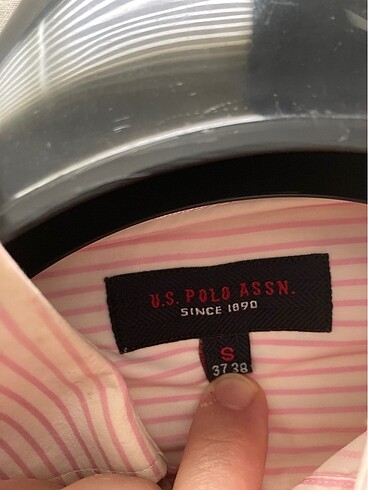 U.S. POLO ASSN.
SINCE 1890
S
37 38